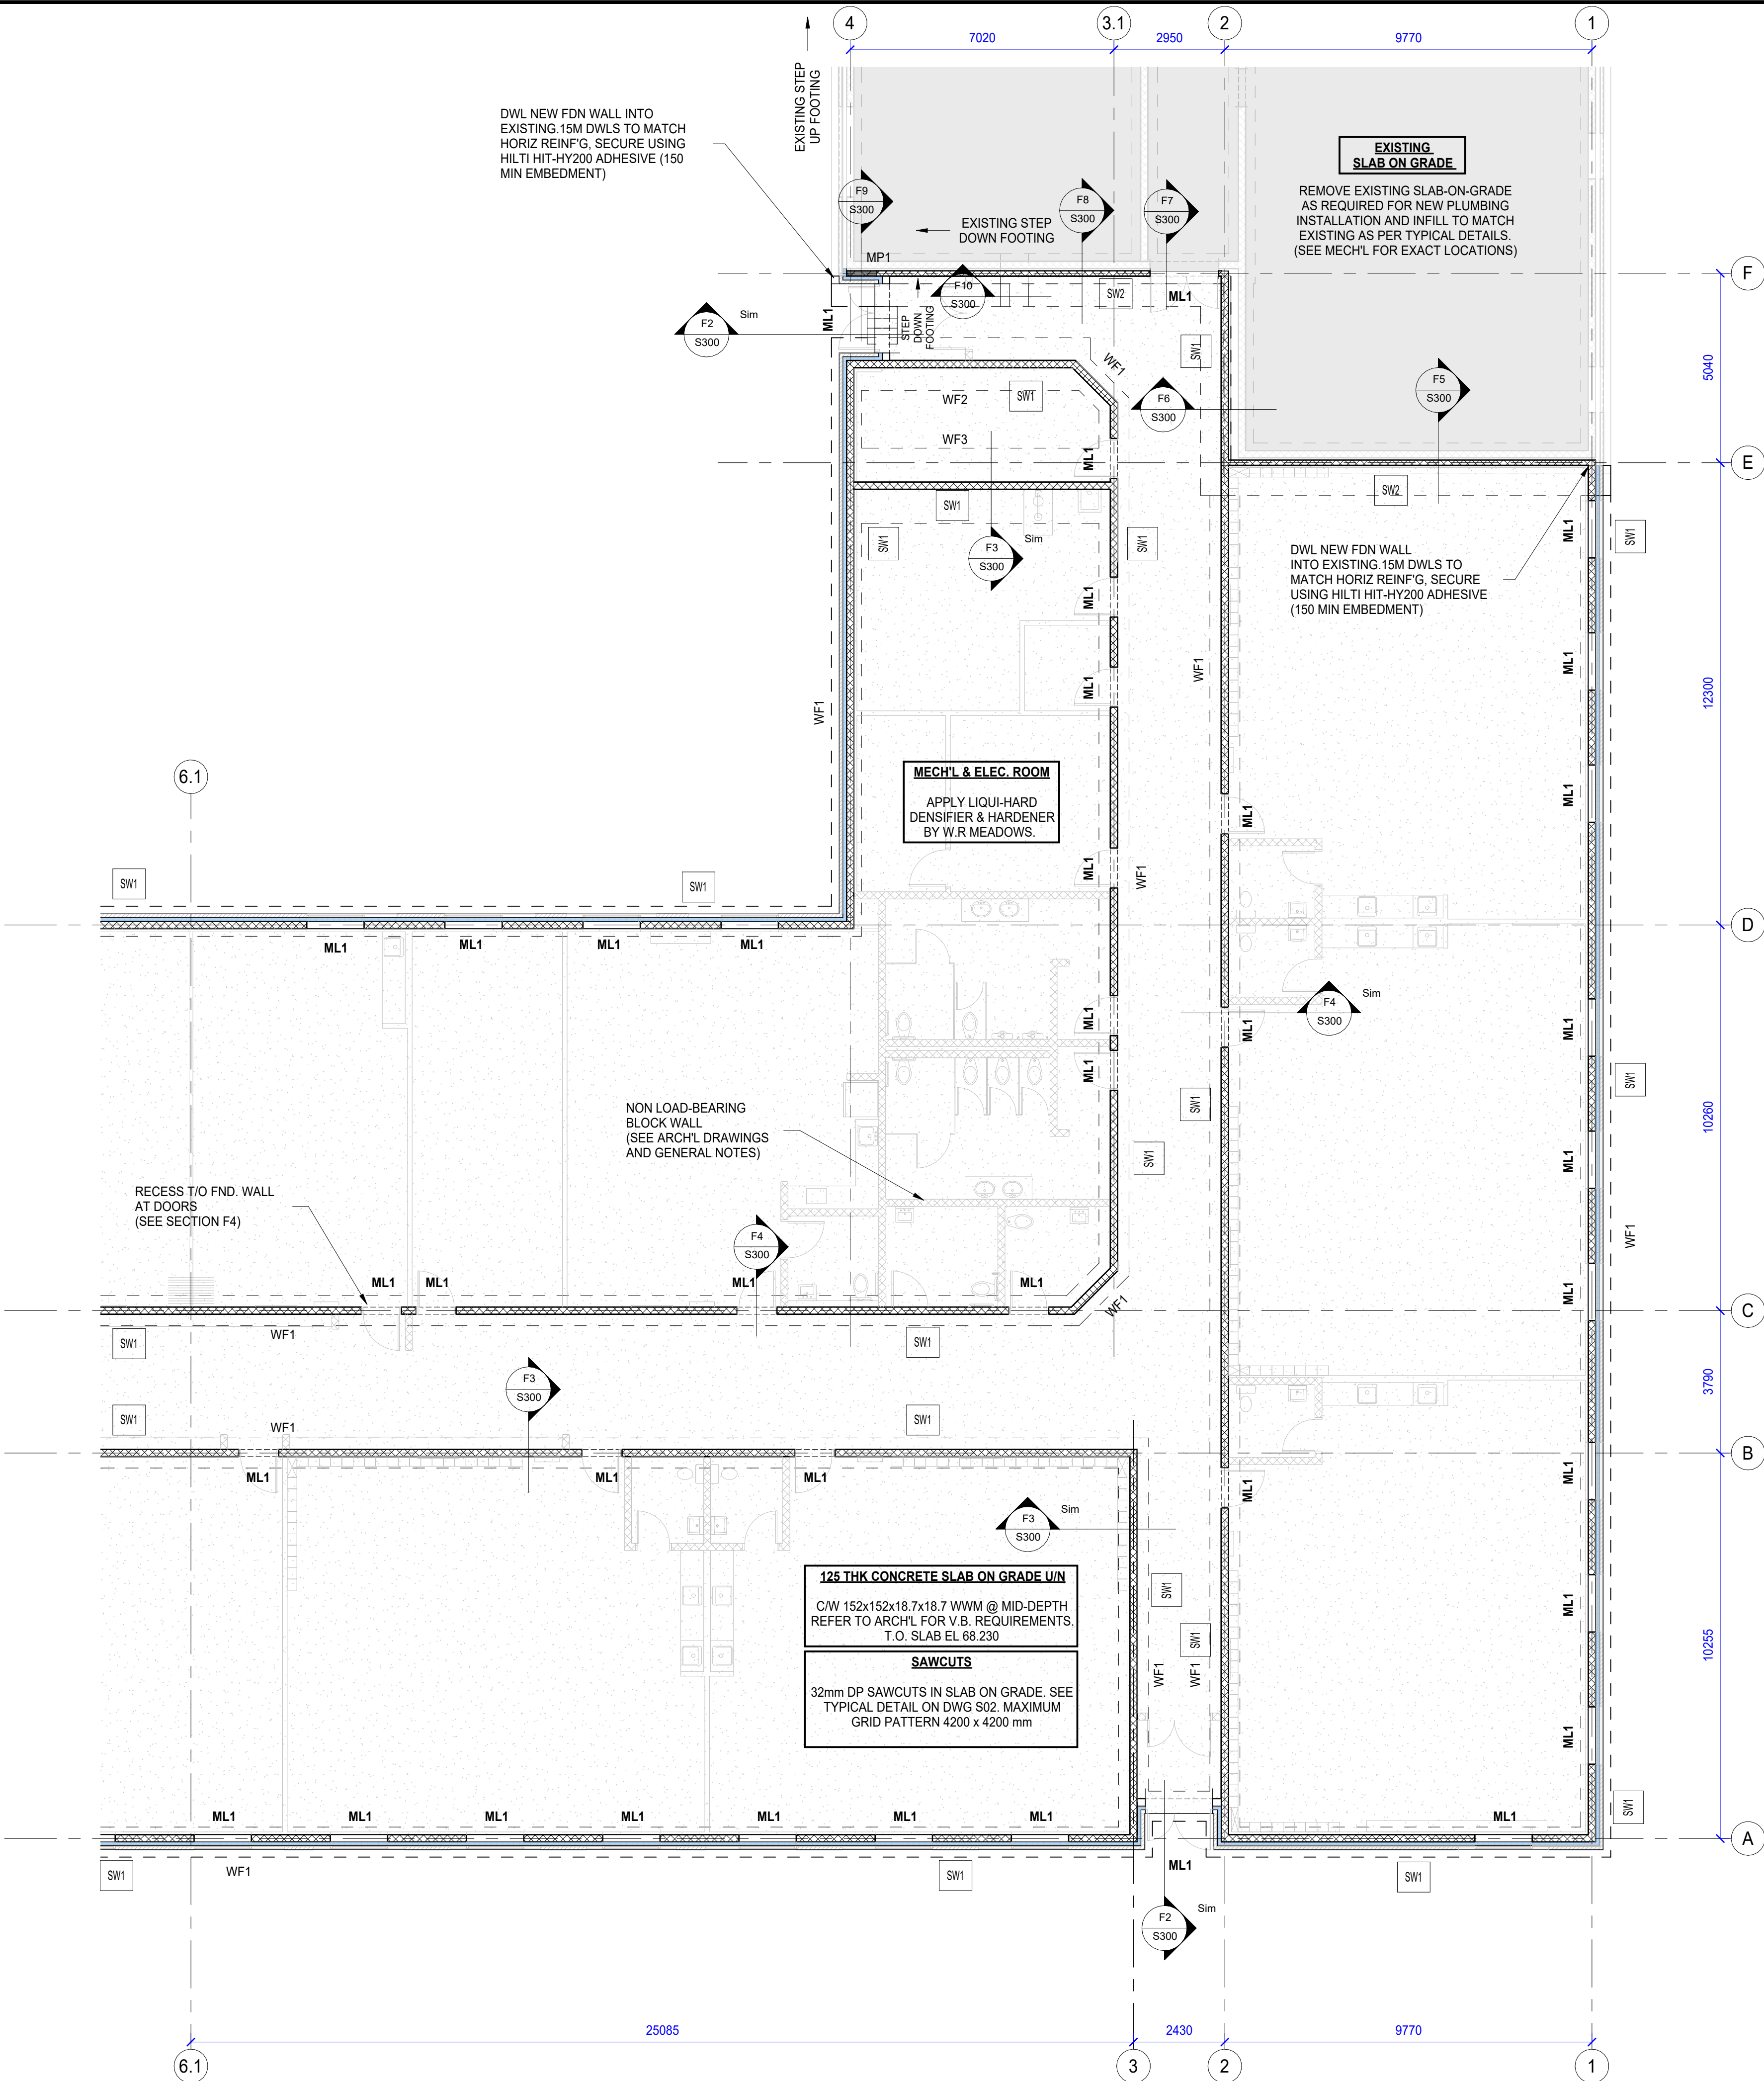 4
3.1
2
1
7020
2950
9770
EXISTING STEP
UP FOOTING
DWL NEW FDN WALL INTO
EXISTING.15M DWLS TO MATCH
HORIZ REINF'G, SECURE USING
HILTI HIT-HY200 ADHESIVE (150
MIN EMBEDMENT)
EXISTING
SLAB ON GRADE
REMOVE EXISTING SLAB-ON-GRADE
AS REQUIRED FOR NEW PLUMBING
INSTALLATION AND INFILL TO MATCH
EXISTING AS PER TYPICAL DETAILS.
(SEE MECH'L FOR EXACT LOCATIONS)
F9
S300
F8
S300
F7
S300
EXISTING STEP
DOWN FOOTING
MP1
F
F10
S300
SW2
ML1
ML1
F2
S300
Sim
STEP
DOWN
FOOTING
SW1
WF1
5040
F5
S300
F6
S300
WF2
SW1
WF3
ML1
E
SW1
SW2
SW1
F3
S300
Sim
SW1
ML1
SW1
DWL NEW FDN WALL
INTO EXISTING.15M DWLS TO
MATCH HORIZ REINF'G, SECURE
USING HILTI HIT-HY200 ADHESIVE
(150 MIN EMBEDMENT)
ML1
WF1
ML1
ML1
12300
WF1
6.1
MECH'L & ELEC. ROOM
APPLY LIQUI-HARD
DENSIFIER & HARDENER
BY W.R MEADOWS.
ML1
ML1
ML1
WF1
SW1
SW1
D
ML1
ML1
ML1
ML1
ML1
F4
S300
Sim
ML1
ML1
ML1
SW1
SW1
10260
NON LOAD-BEARING
BLOCK WALL
(SEE ARCH'L DRAWINGS
AND GENERAL NOTES)
SW1
ML1
RECESS T/O FND. WALL
AT DOORS
(SEE SECTION F4)
F4
S300
WF1
ML1
ML1
ML1
ML1
ML1
WF1
C
SW1
WF1
SW1
F3
S300
3790
SW1
WF1
SW1
B
ML1
ML1
ML1
ML1
ML1
F3
S300
Sim
125 THK CONCRETE SLAB ON GRADE U/N
C/W 152x152x18.7x18.7 WWM @ MID-DEPTH
REFER TO ARCH'L FOR V.B. REQUIREMENTS.
T.O. SLAB EL 68.230
SW1
ML1
SAWCUTS
32mm DP SAWCUTS IN SLAB ON GRADE. SEE
TYPICAL DETAIL ON DWG S02. MAXIMUM
GRID PATTERN 4200 x 4200 mm
SW1
10255
WF1
WF1
ML1
SW1
ML1
ML1
ML1
ML1
ML1
ML1
ML1
ML1
A
SW1
WF1
SW1
ML1
SW1
F2
S300
Sim
25085
2430
9770
6.1
3
2
1